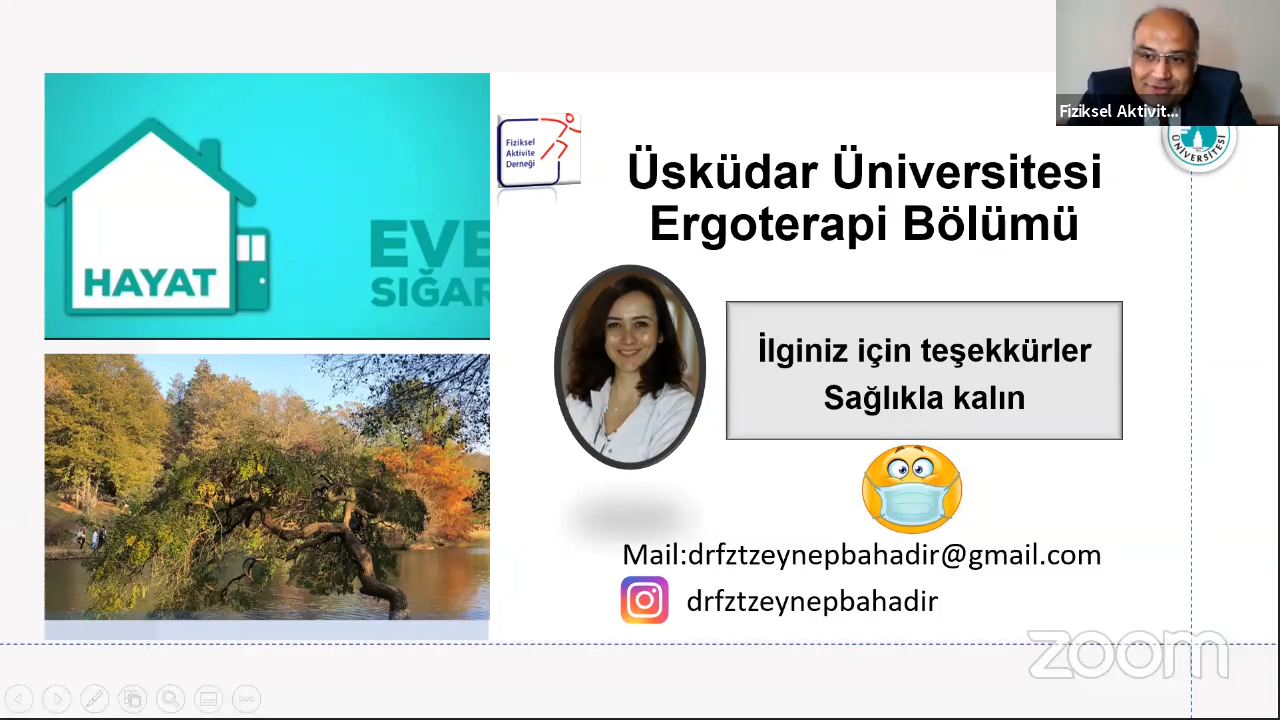 Fiziksel Aktivit...
ÜNİVERSİTESİ
Fiziksel
Aktivite
Derneği
Üsküdar Üniversitesi
Ergoterapi Bölümü
HAYAT
EVE
SIĞAR
İlginiz için teşekkürler
Sağlıkla kalın
Mail:drfztzeynepbahadir@gmail.com
drfztzeynepbahadir
zoom